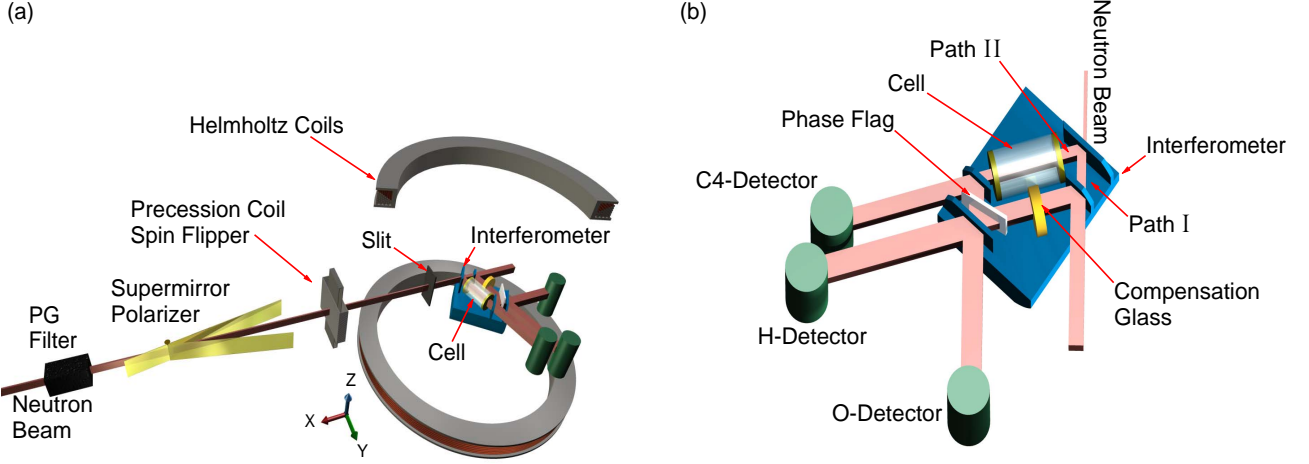 (a)
Helmholtz Coils
Precession Coil
Spin Flipper
Slit
Interferometer
Supermirror
Polarizer
PG
Filter
Cell
Neutron
Beam
X
Y
Z
(b)
Neutron Beam
Path II
Cell
Phase Flag
Interferometer
C4-Detector
Path I
Compensation
Glass
H-Detector
O-Detector